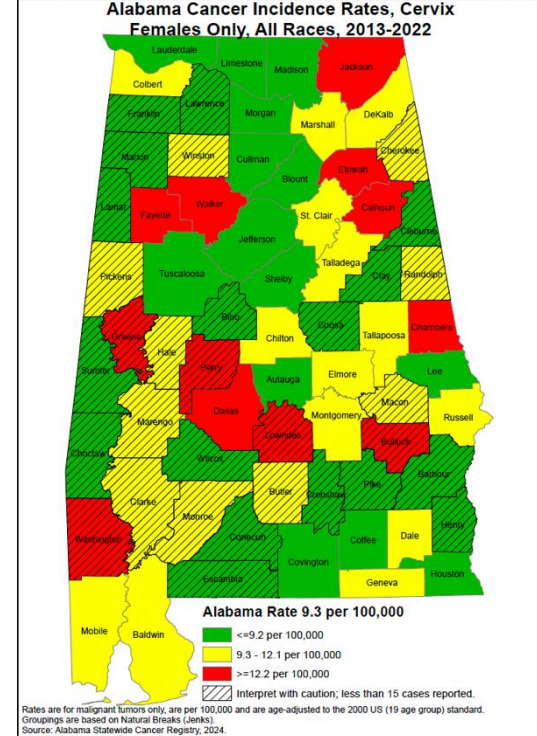 Alabama Cancer Incidence Rates, Cervix
Females Only, All Races, 2013-2022
Lauderdale
Limestone
Madison
Jackson
Colbert
Franklin
Lawrence
Morgan
Marshall
DeKalb
Cherokee
Marion
Winston
Cullman
Blount
Etowah
Lamar
Fayette
Walker
St. Clair
Calhoun
Cleburne
Jefferson
Talladega
Pickens
Tuscaloosa
Shelby
Clay
Randolph
Greene
Bibb
Hale
Chilton
Coosa
Tallapoosa
Chambers
Sumter
Perry
Autauga
Elmore
Lee
Dallas
Macon
Marengo
Lowndes
Montgomery
Russell
Bullock
Choctaw
Wilcox
Barbour
Clarke
Butler
Crenshaw
Pike
Monroe
Washington
Conecuh
Coffee
Dale
Henry
Covington
Escambia
Geneva
Houston
Mobile
Baldwin
Alabama Rate 9.3 per 100,000
<=9.2 per 100,000
9.3 - 12.1 per 100,000
>=12.2 per 100,000
Interpret with caution; less than 15 cases reported.
Rates are for malignant tumors only, are per 100,000 and are age-adjusted to the 2000 US (19 age group) standard.
Groupings are based on Natural Breaks (Jenks).
Source: Alabama Statewide Cancer Registry, 2024.